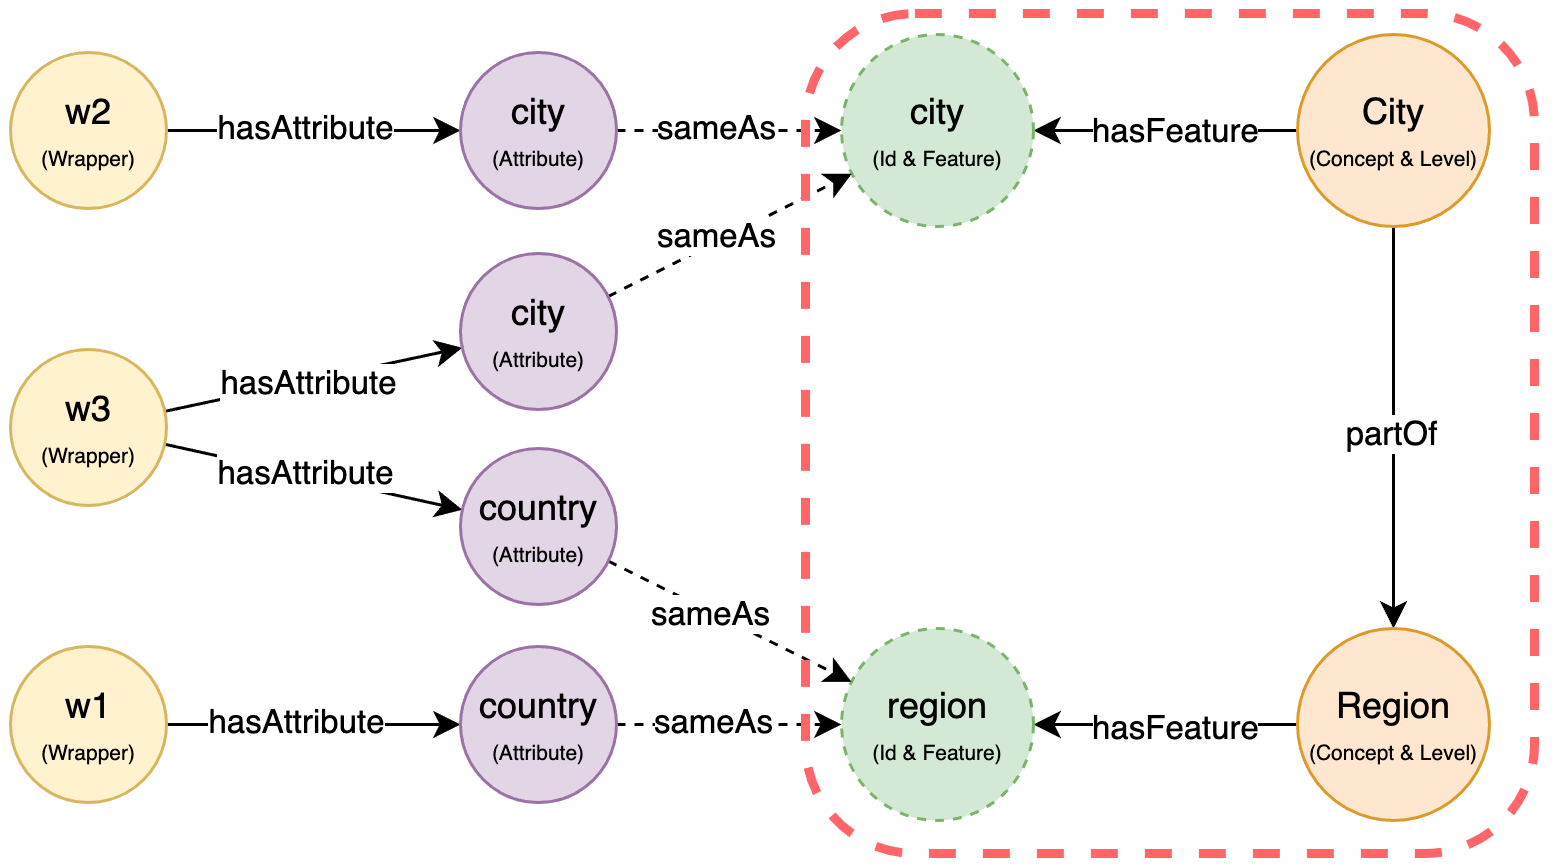 w2
(Wrapper)
hasAttribute
city
(Attribute)
sameAs
city
(Id & Feature)
hasFeature
City
(Concept & Level)
sameAs
city
(Attribute)
hasAttribute
w3
(Wrapper)
hasAttribute
country
(Attribute)
sameAs
partOf
w1
(Wrapper)
hasAttribute
country
(Attribute)
sameAs
region
(Id & Feature)
hasFeature
Region
(Concept & Level)